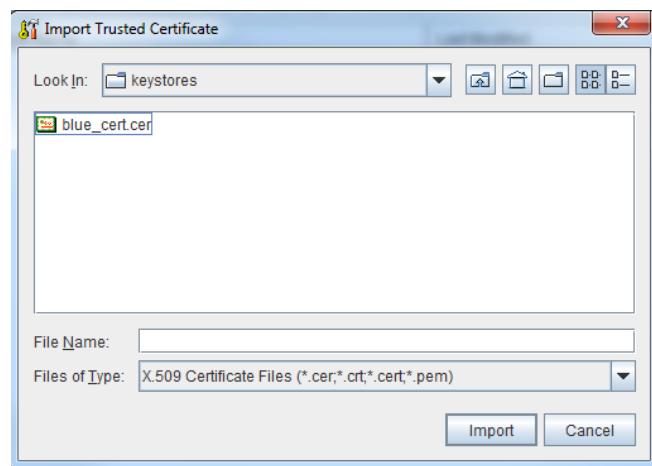 Import Trusted Certificate
Look In: keystores
blue_cert.cer
File Name:
Files of Type: X.509 Certificate Files (*.cer;*.crt;*.cert;*.pem)
Import Cancel